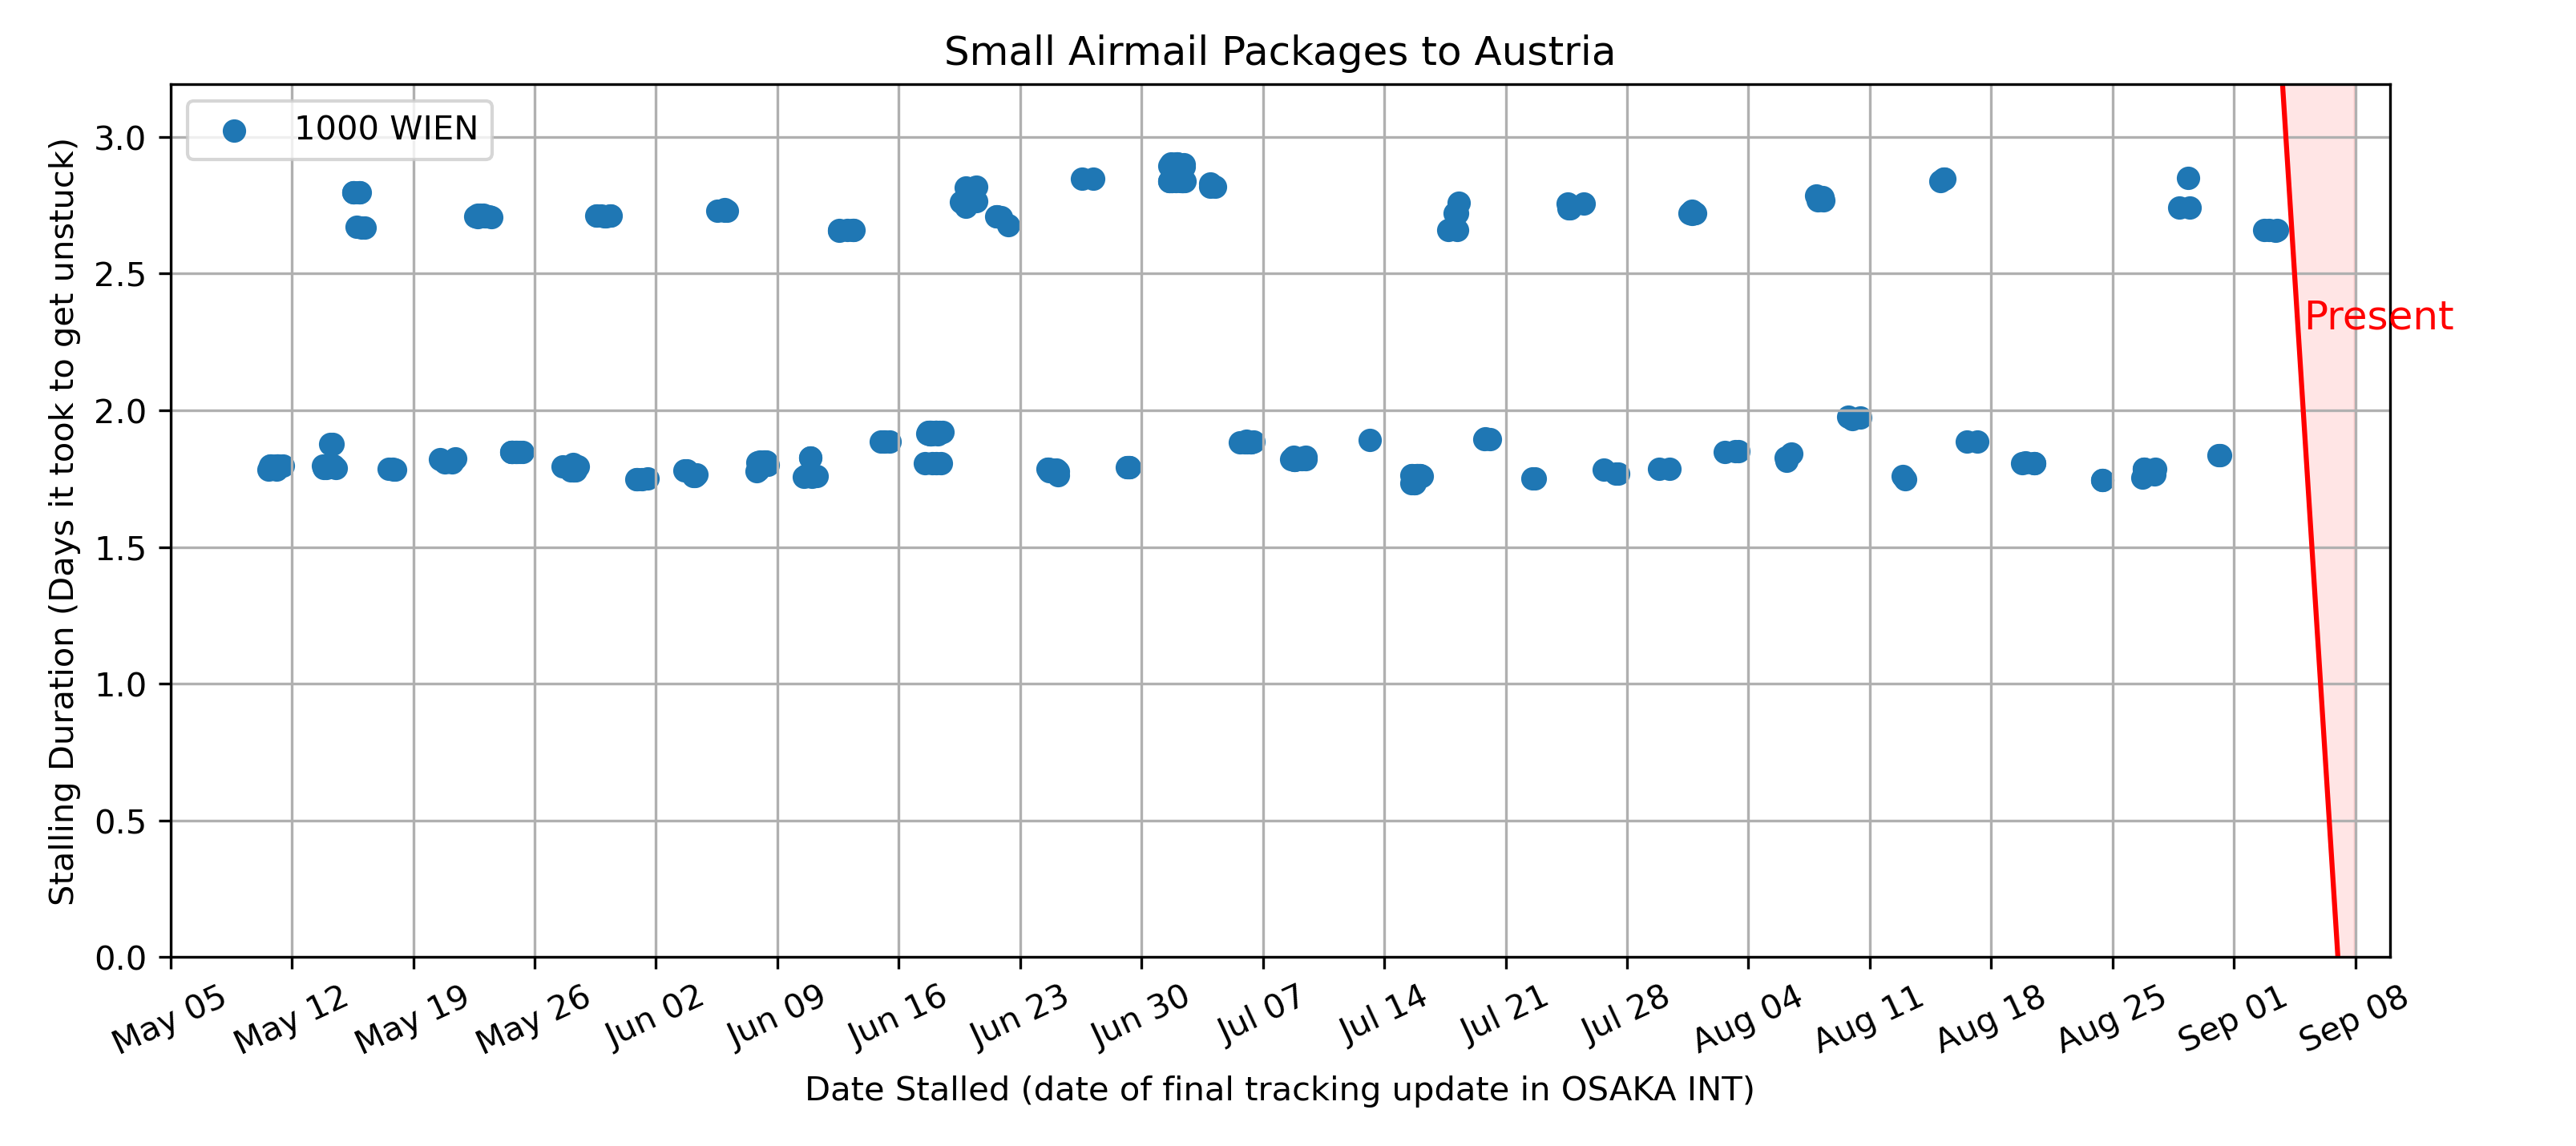 Small Airmail Packages to Austria
1000 WIEN
Stalling Duration (Days it took to get unstuck)
3.0
2.5
2.0
1.5
1.0
0.5
0.0
Present
May 05
May 12
May 19
May 26
Jun 02
Jun 09
Jun 16
Jun 23
Jun 30
Jul 07
Jul 14
Jul 21
Jul 28
Aug 04
Aug 11
Aug 18
Aug 25
Sep 01
Sep 08
Date Stalled (date of final tracking update in OSAKA INT)